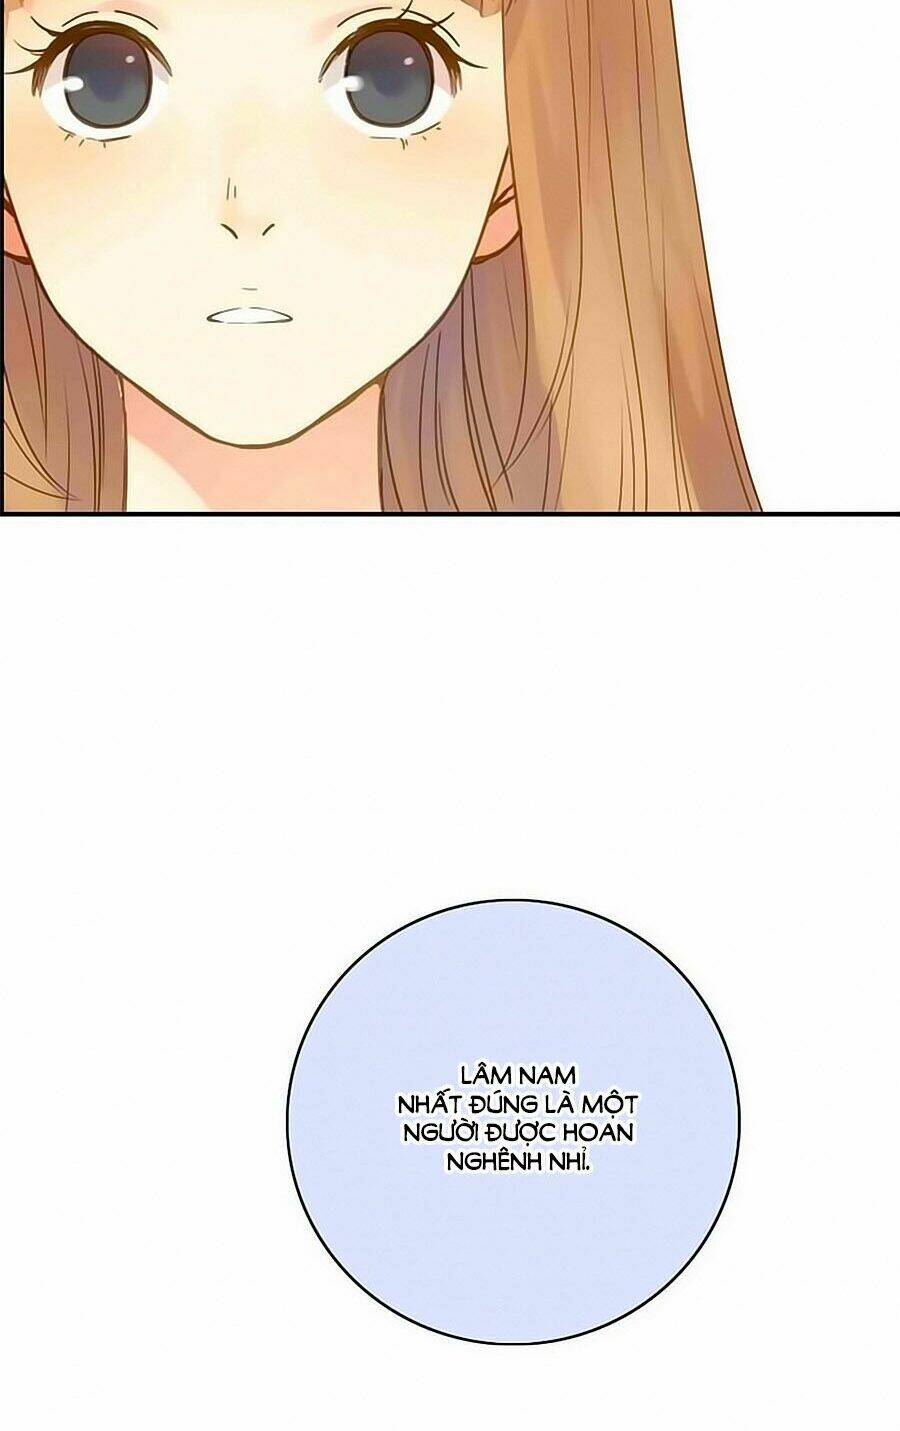 LÂM NAM
NHẤT ĐÚNG LÀ MỘT
NGƯỜI ĐƯỢC HOAN
NGHÊNH NHỈ.